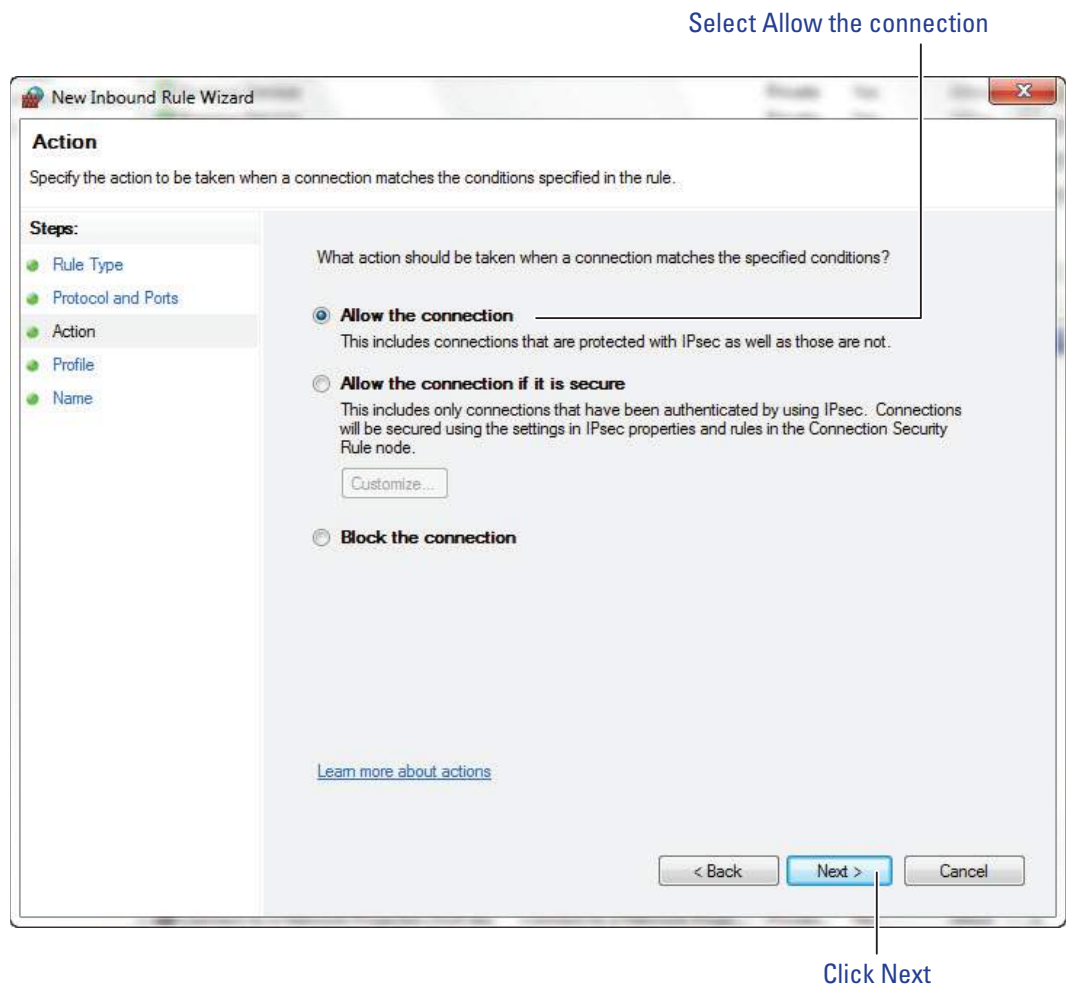 Select Allow the connection
New Inbound Rule Wizard
Action
Specify the action to be taken when a connection matches the conditions specified in the rule.
Steps:
Rule Type
Protocol and Ports
Action
Profile
Name
What action should be taken when a connection matches the specified conditions?
Allow the connection
This includes connections that are protected with IPsec as well as those are not.
Allow the connection if it is secure
This includes only connections that have been authenticated by using IPsec. Connections
will be secured using the settings in IPsec properties and rules in the Connection Security
Rule node.
Customize...
Block the connection
Learn more about actions
< Back
Next >
Cancel
Click Next